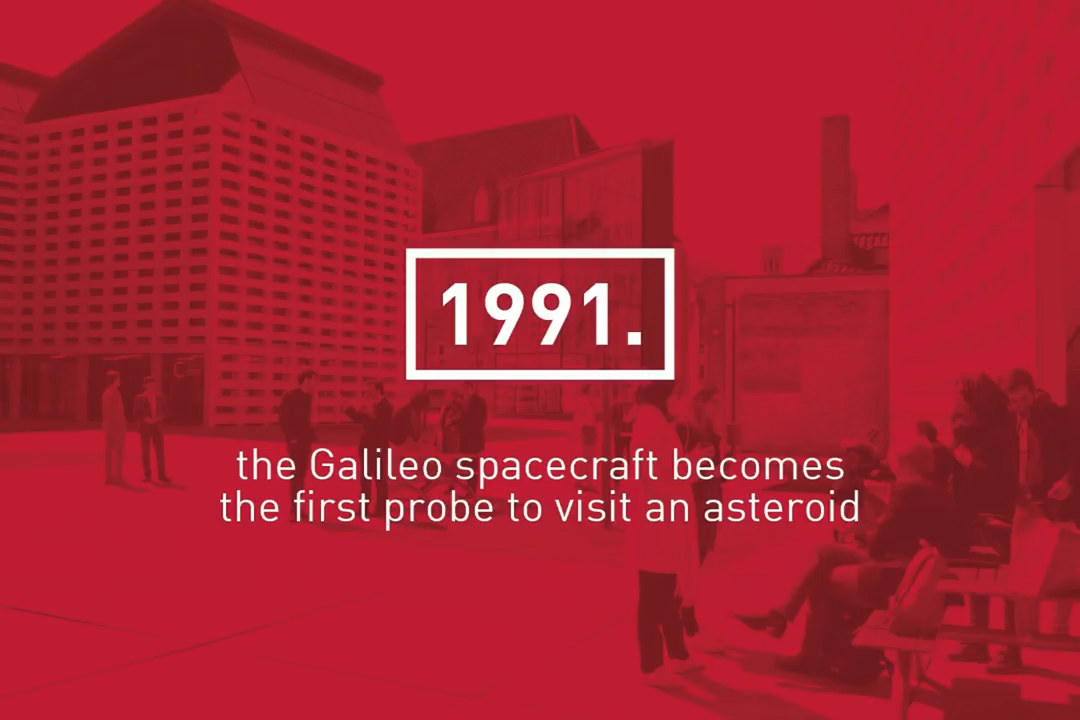 1991.
the Galileo spacecraft becomes
the first probe to visit an asteroid